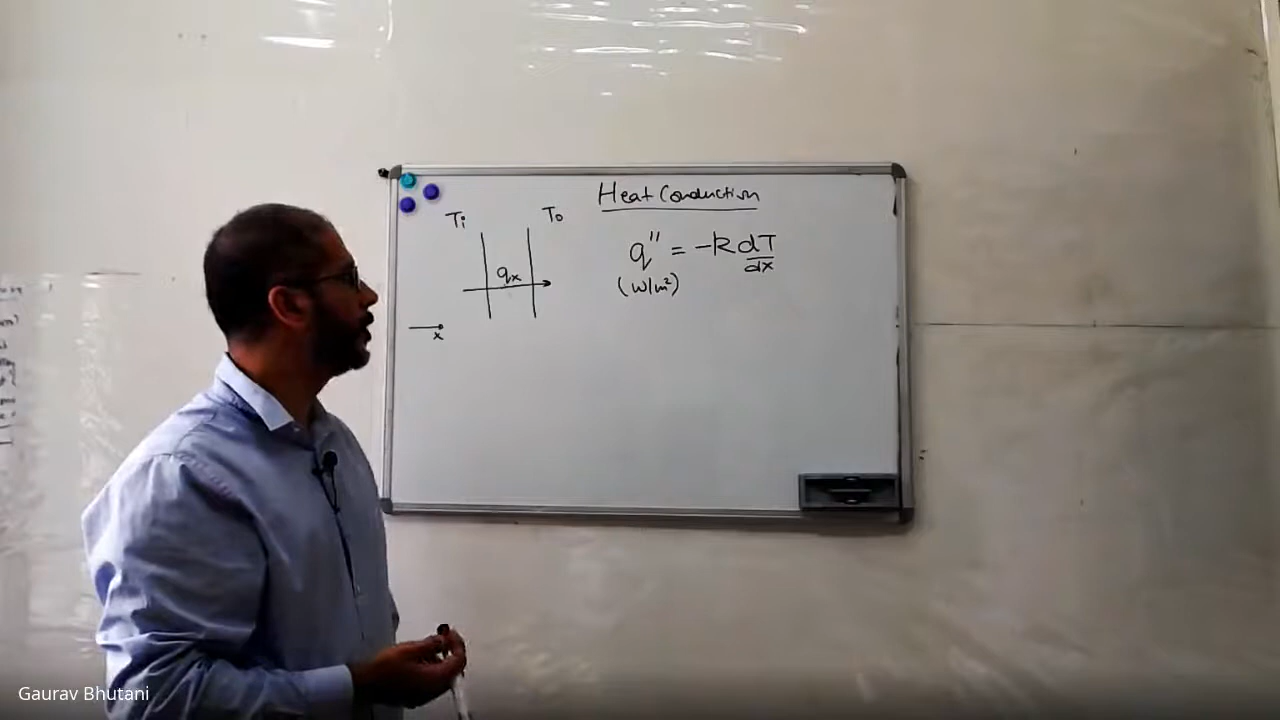 Heat Conduction
Ti
To
qx
x
q'' = -k dT/dx
(W/m²)
Gaurav Bhutani